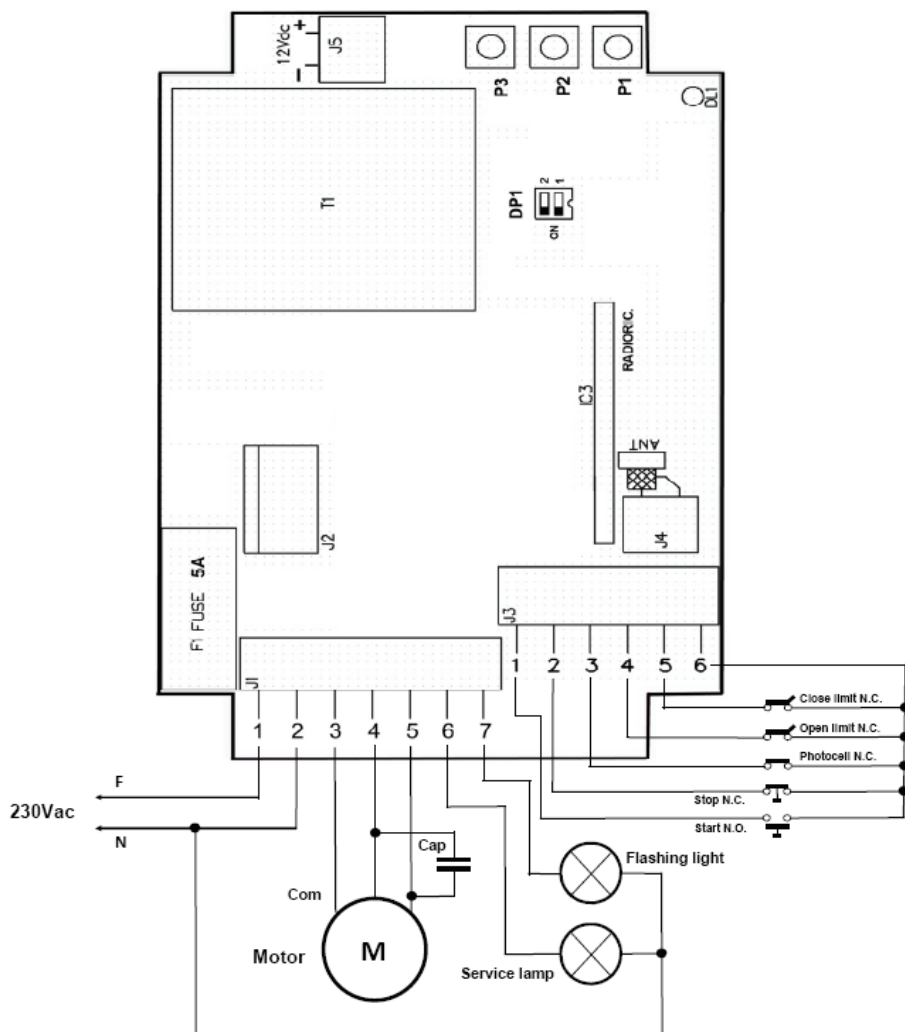 12Vdc + −
J5
P3
P2
P1
DL1
T1
DP1
2
1
ON
IC3
RADIORIC.
ANT
J4
J2
F1 FUSE 5A
J3
1 2 3 4 5 6
J1
1 2 3 4 5 6 7
Close limit N.C.
Open limit N.C.
Photocell N.C.
Stop N.C.
Start N.O.
F
230Vac
N
Cap
Com
Flashing light
Motor
M
Service lamp